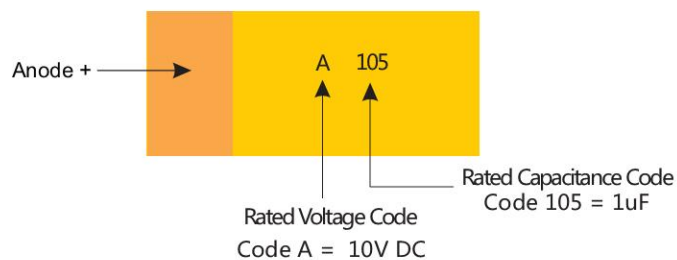 A 105
Anode +
Rated Capacitance Code
Code 105 = 1uF
Rated Voltage Code
Code A = 10V DC